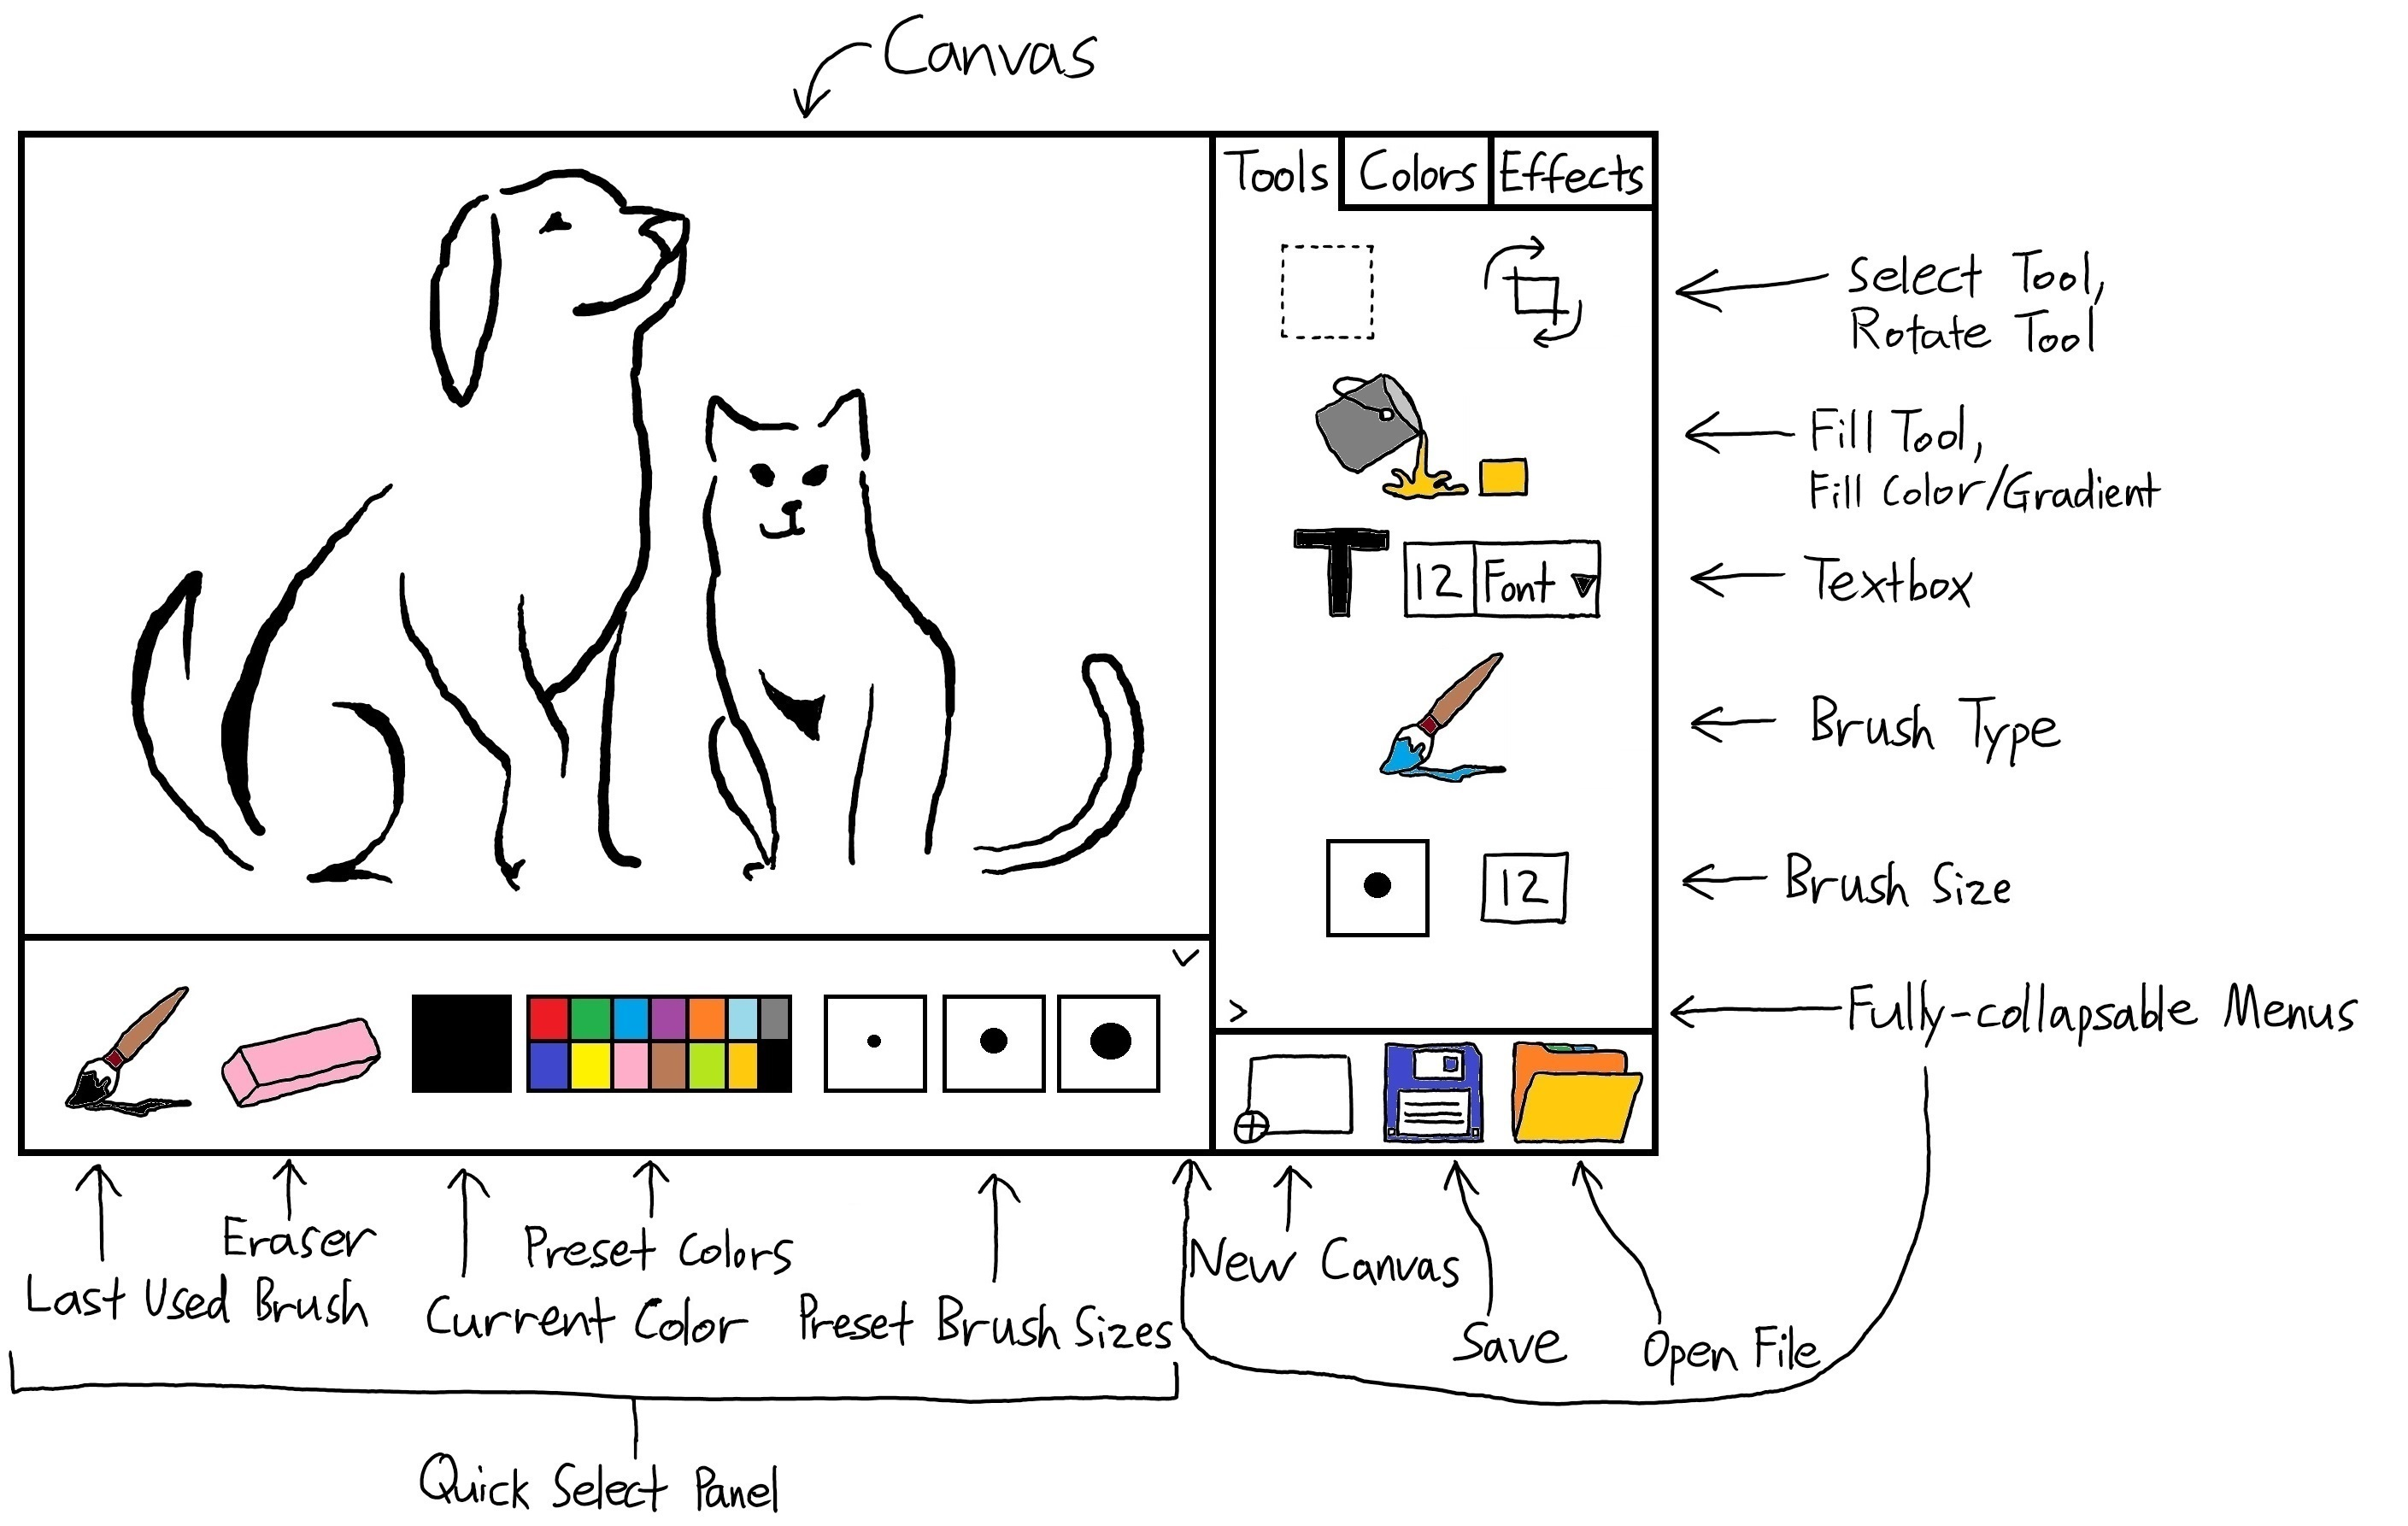 Canvas
Tools Colors Effects
Select Tool,
Rotate Tool
Fill Tool,
Fill Color/Gradient
12 Font
Textbox
Brush Type
12
Brush Size
Fully-collapsable Menus
Eraser
Last Used Brush
Preset Colors
Current Color
Preset Brush Sizes
New Canvas
Save
Open File
Quick Select Panel